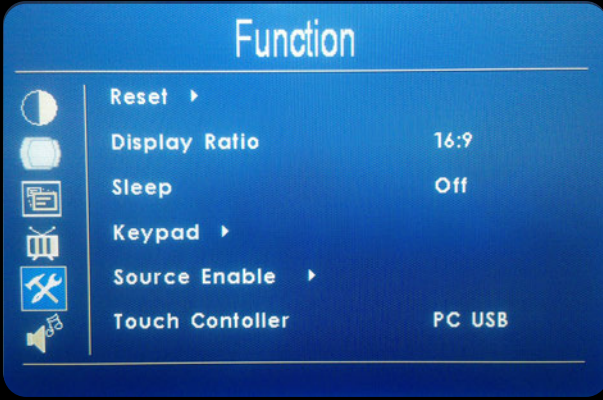 Function
Reset
Display Ratio 16:9
Sleep Off
Keypad
Source Enable
Touch Contoller PC USB